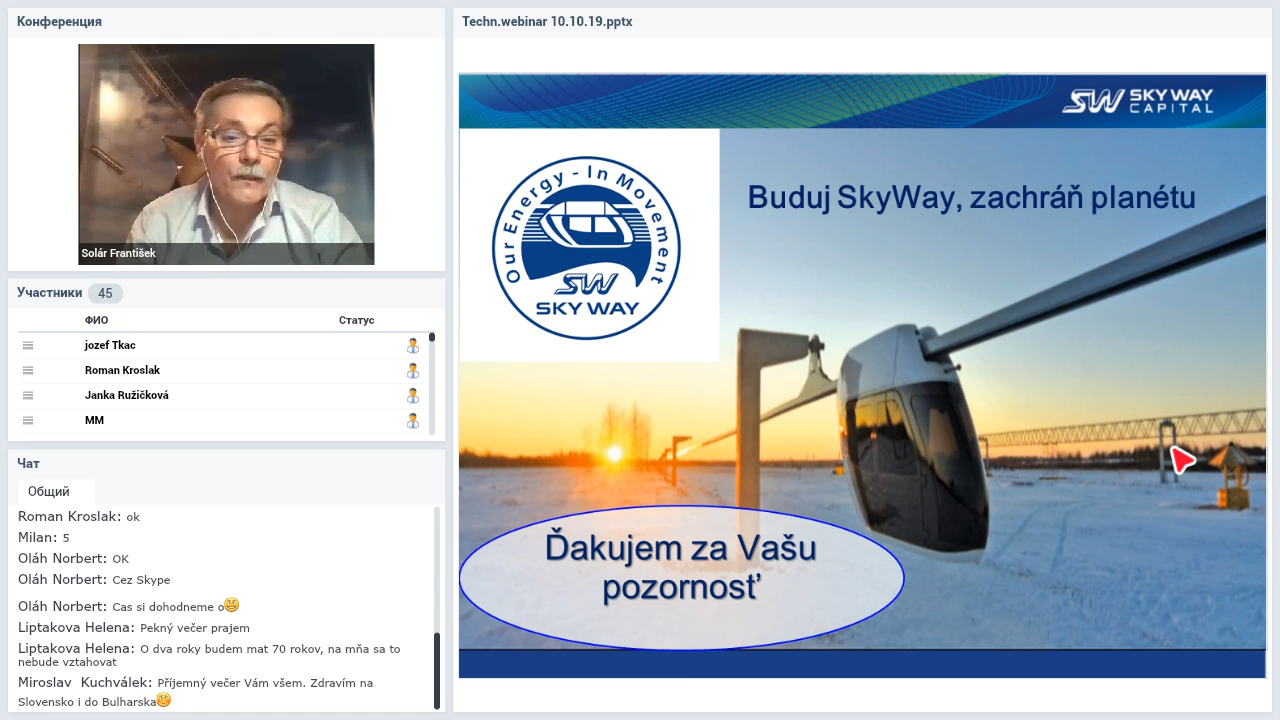 Конференция
Solár František
Участники 45
ФИО Статус
jozef Tkac
Roman Kroslak
Janka Ružičková
MM
Чат
Общий
Roman Kroslak: ok
Milan: 5
Oláh Norbert: OK
Oláh Norbert: Cez Skype
Oláh Norbert: Cas si dohodneme o
Liptakova Helena: Pekný večer prajem
Liptakova Helena: O dva roky budem mat 70 rokov, na mňa sa to
nebude vztahovat
Miroslav Kuchválek: Příjemný večer Vám všem. Zdravím na
Slovensko i do Bulharska
Techn.webinar 10.10.19.pptx
SW SKY WAY
CAPITAL
Our Energy - In Movement
SW
SKY WAY
Buduj SkyWay, zachráň planétu
Ďakujem za Vašu
pozornosť